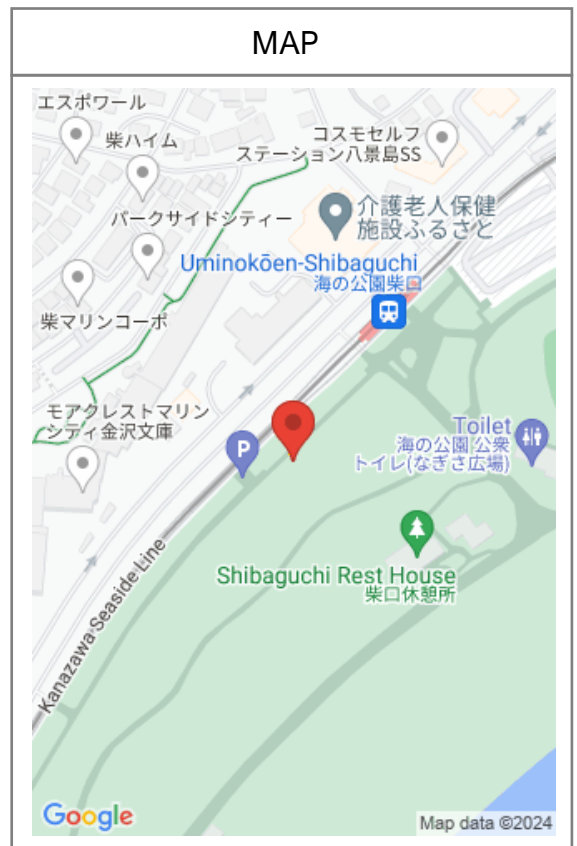 MAP
エスポワール
柴ハイム
コスモセルフ
ステーション八景島SS
パークサイドシティー
介護老人保健
施設ふるさと
Uminokōen-Shibaguchi
海の公園柴口
柴マリンコーポ
モアクレストマリン
シティ金沢文庫
P
Toilet
海の公園 公衆
トイレ(なぎさ広場)
Shibaguchi Rest House
柴口休憩所
Kanazawa Seaside Line
Google
Map data ©2024